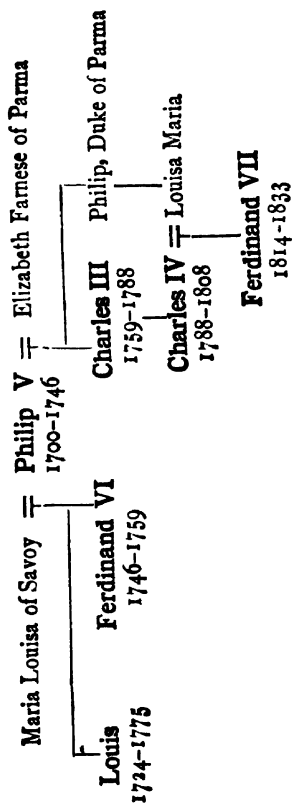 Maria Louisa of Savoy = Philip V = Elizabeth Farnese of Parma
1700-1746
Louis
1724-1775
Ferdinand VI
1746-1759
Charles III
1759-1788
Philip, Duke of Parma
Charles IV = Louisa Maria
1788-1808
Ferdinand VII
1814-1833